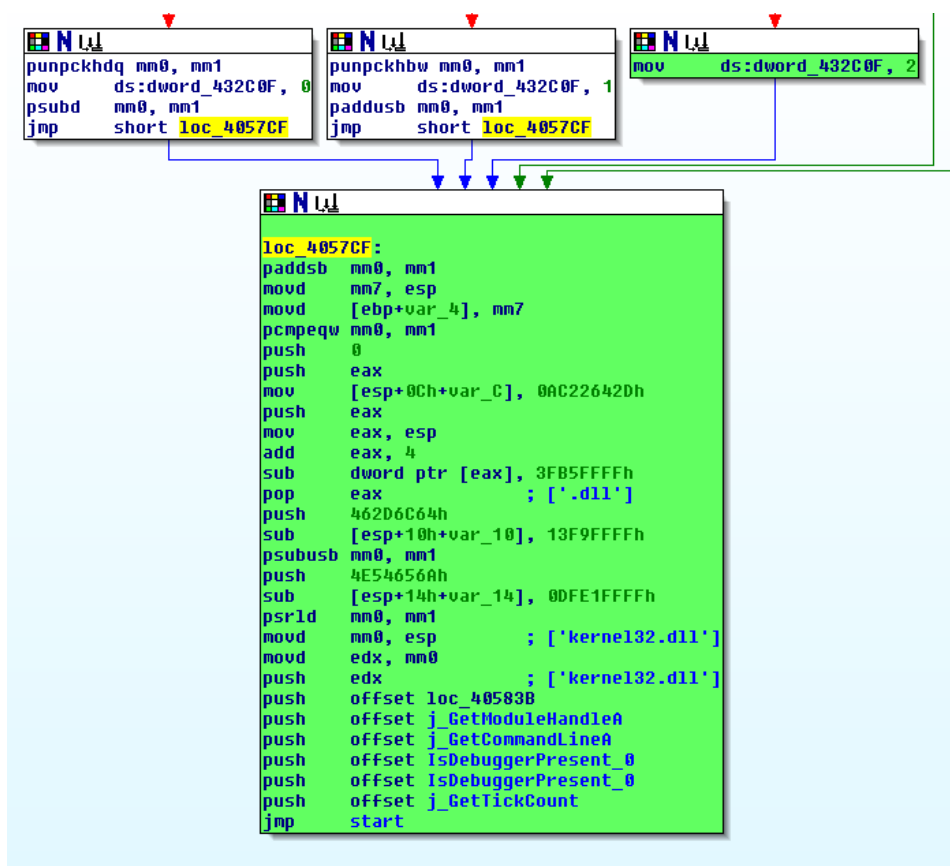 punpckhdq mm0, mm1
mov ds:dword_432C0F, 0
psubd mm0, mm1
jmp short loc_4057CF
punpckhbw mm0, mm1
mov ds:dword_432C0F, 1
paddusb mm0, mm1
jmp short loc_4057CF
mov ds:dword_432C0F, 2
loc_4057CF:
paddsb mm0, mm1
movd mm7, esp
movd [ebp+var_4], mm7
pcmpeqw mm0, mm1
push 0
push eax
mov [esp+0Ch+var_C], 0AC22642Dh
push eax
mov eax, esp
add eax, 4
sub dword ptr [eax], 3FB5FFFFh
pop eax ; ['.dll']
push 462D6C64h
sub [esp+10h+var_10], 13F9FFFFh
psubusb mm0, mm1
push 4E54656Ah
sub [esp+14h+var_14], 0DFE1FFFFh
psrld mm0, mm1
movd mm0, esp ; ['kernel32.dll']
movd edx, mm0
push edx ; ['kernel32.dll']
push offset loc_40583B
push offset j_GetModuleHandleA
push offset j_GetCommandLineA
push offset IsDebuggerPresent_0
push offset IsDebuggerPresent_0
push offset j_GetTickCount
jmp start